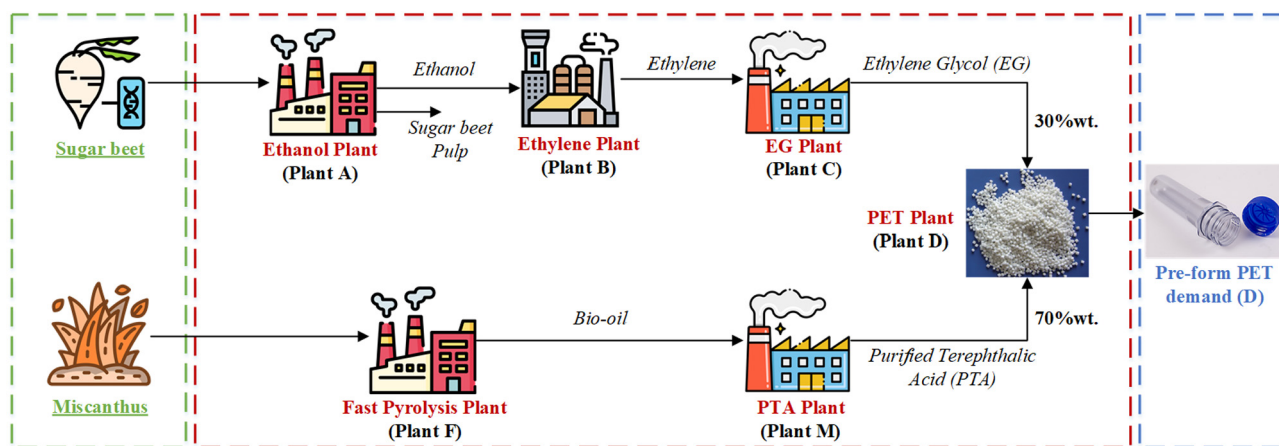 Sugar beet
Ethanol
Sugar beet
Pulp
Ethanol Plant
(Plant A)
Ethylene
Ethylene Plant
(Plant B)
Ethylene Glycol (EG)
EG Plant
(Plant C)
30%wt.
PET Plant
(Plant D)
Pre-form PET
demand (D)
Miscanthus
Fast Pyrolysis Plant
(Plant F)
Bio-oil
PTA Plant
(Plant M)
Purified Terephthalic
Acid (PTA)
70%wt.